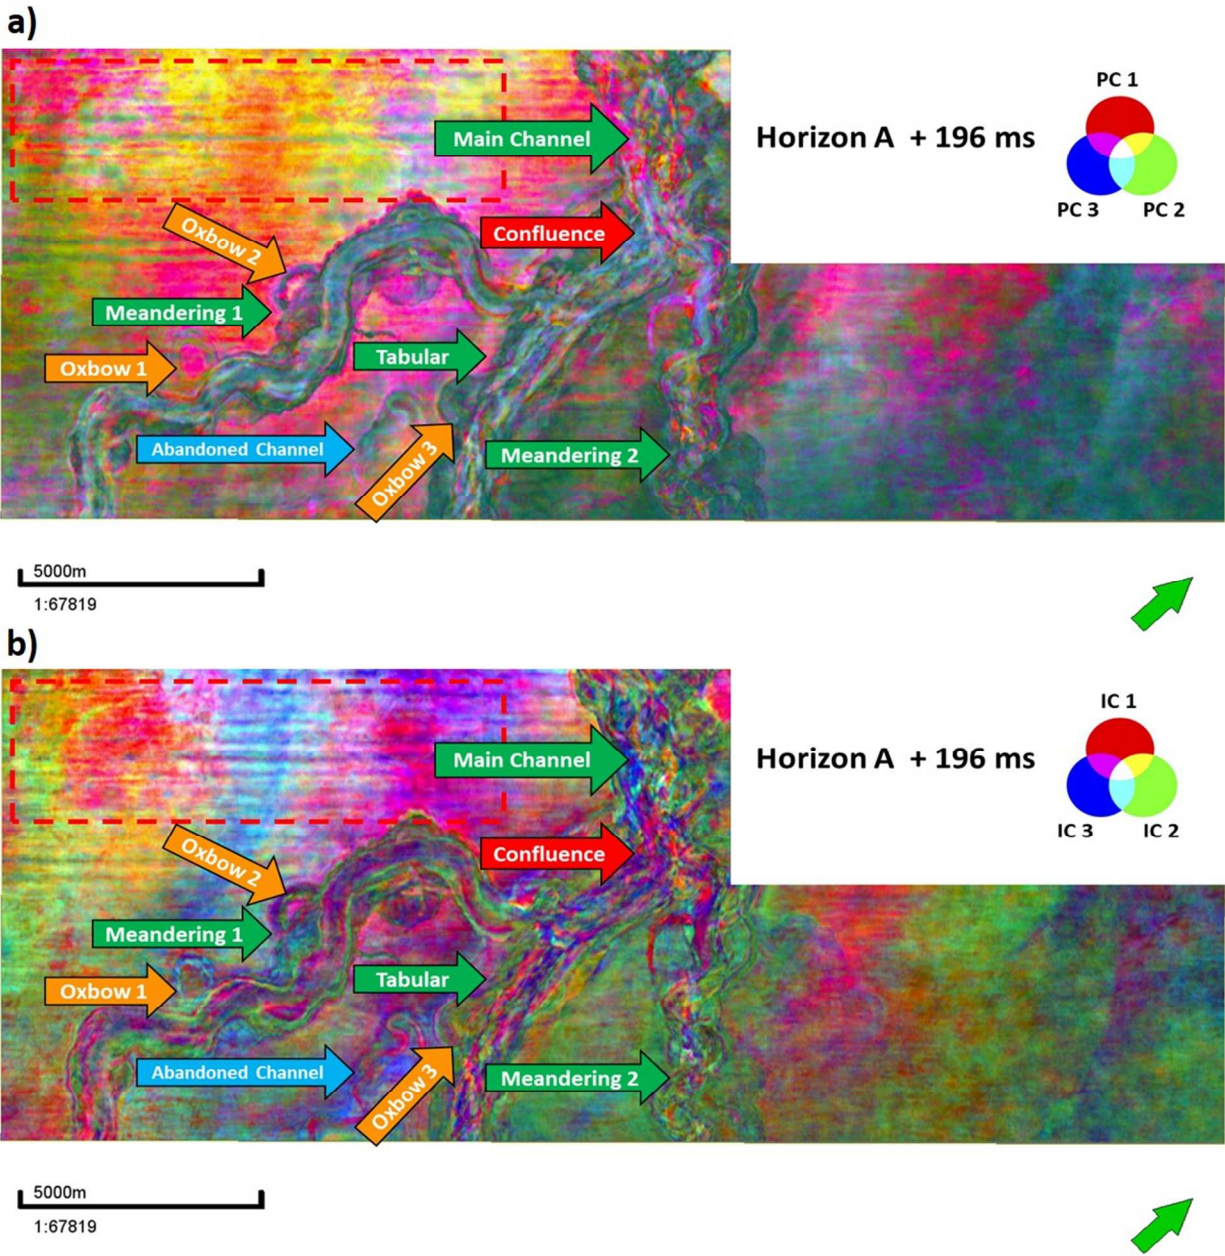 a)
PC 1
Main Channel
Horizon A + 196 ms
PC 3
PC 2
Oxbow 2
Confluence
Meandering 1
Tabular
Oxbow 1
Abandoned Channel
Meandering 2
Oxbow 3
5000m
1:67819
b)
IC 1
Main Channel
Horizon A + 196 ms
IC 3
IC 2
Oxbow 2
Confluence
Meandering 1
Tabular
Oxbow 1
Abandoned Channel
Meandering 2
Oxbow 3
5000m
1:67819